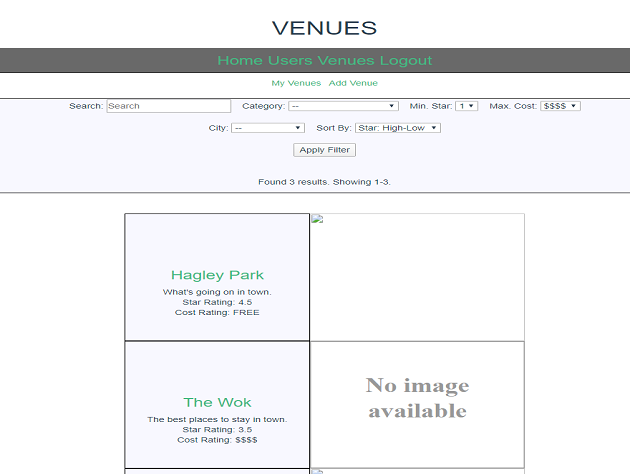 VENUES
Home Users Venues Logout
My Venues Add Venue
Search: Search Category: -- Min. Star: 1 Max. Cost: $$$$
City: -- Sort By: Star: High-Low
Apply Filter
Found 3 results. Showing 1-3.
Hagley Park
What's going on in town.
Star Rating: 4.5
Cost Rating: FREE
The Wok
The best places to stay in town.
Star Rating: 3.5
Cost Rating: $$$$
No image
available